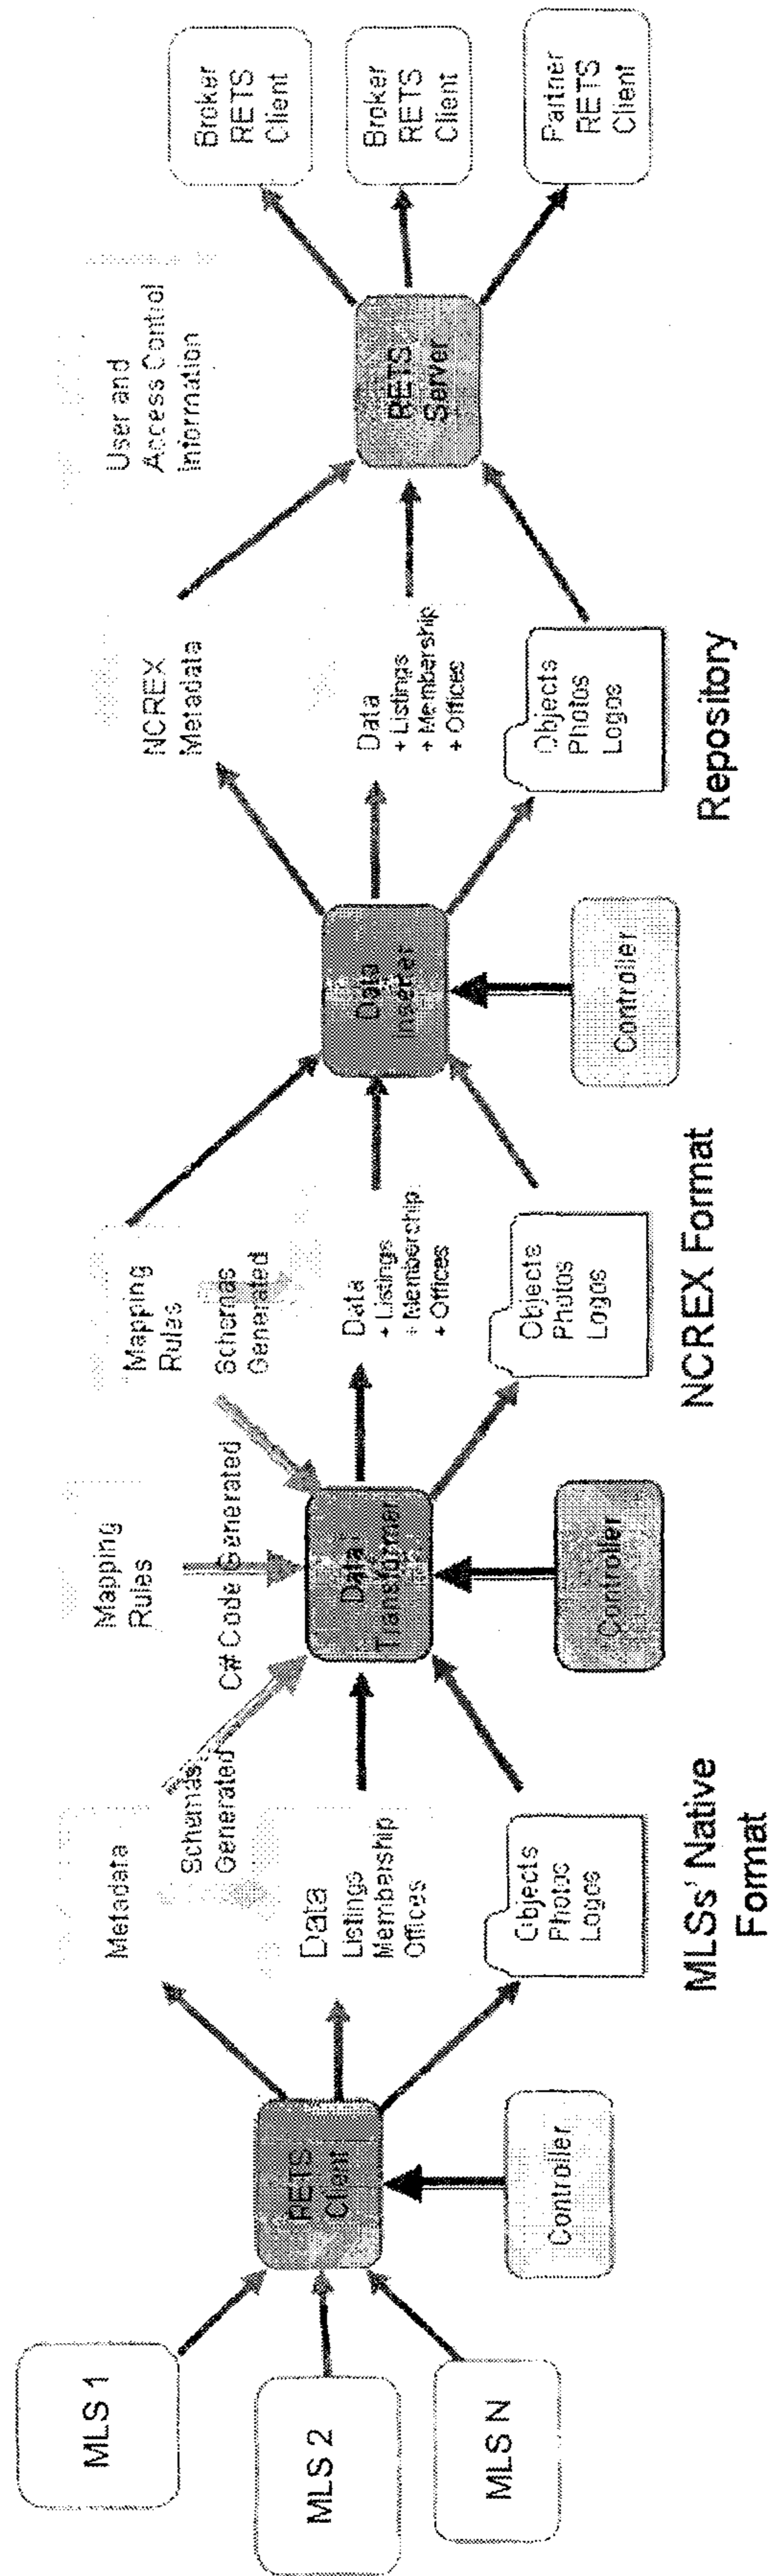 MLS 1
MLS 2
MLS N
RETS
Client
Controller
Metadata
Schemas
Generated
Data
Listings
Membership
Offices
Objects
Photos
Logos
MLSs' Native
Format
Mapping
Rules
C# Code Generated
Data
Transformer
Controller
Mapping
Rules
Schemas
Generated
Data
+ Listings
+ Membership
+ Offices
Objects
Photos
Logos
NCREX Format
Data
Inserter
Controller
NCREX
Metadata
Data
+ Listings
+ Membership
+ Offices
Objects
Photos
Logos
Repository
User and
Access Control
Information
RETS
Server
Broker
RETS
Client
Broker
RETS
Client
Partner
RETS
Client